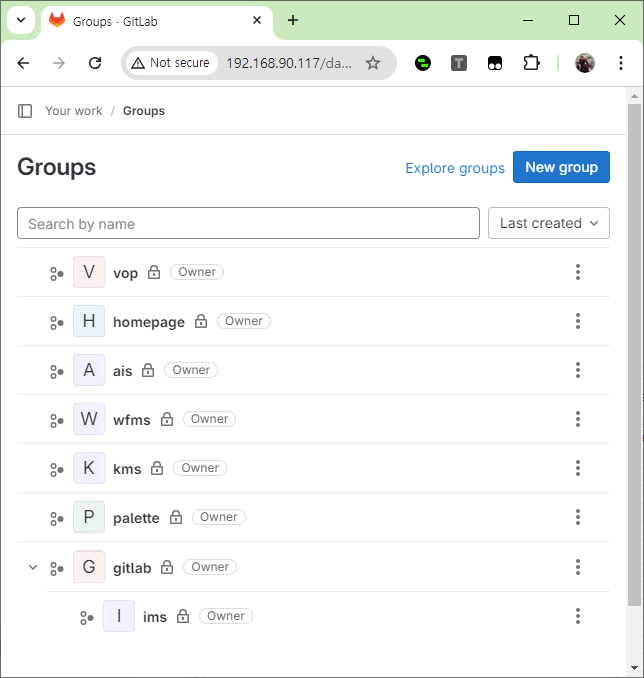 Groups · GitLab
Not secure 192.168.90.117/da...
T
Your work / Groups
Groups Explore groups New group
Search by name Last created
V vop Owner
H homepage Owner
A ais Owner
W wfms Owner
K kms Owner
P palette Owner
G gitlab Owner
I ims Owner